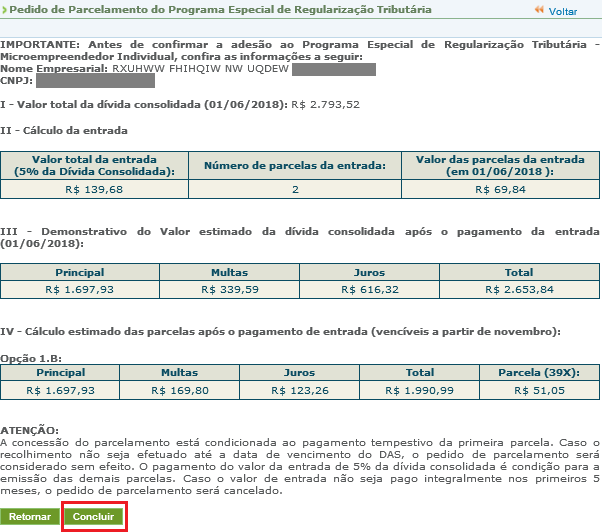 Pedido de Parcelamento do Programa Especial de Regularização Tributária
Voltar
IMPORTANTE: Antes de confirmar a adesão ao Programa Especial de Regularização Tributária -
Microempreendedor Individual, confira as informações a seguir:
Nome Empresarial: RXUHWW FHIHQIW NW UQDEW
CNPJ:
I - Valor total da dívida consolidada (01/06/2018): R$ 2.793,52
II - Cálculo da entrada
Valor total da entrada (5% da Dívida Consolidada): Número de parcelas da entrada: Valor das parcelas da entrada (em 01/06/2018 ):
R$ 139,68 2 R$ 69,84
III - Demonstrativo do Valor estimado da dívida consolidada após o pagamento da entrada
(01/06/2018):
Principal Multas Juros Total
R$ 1.697,93 R$ 339,59 R$ 616,32 R$ 2.653,84
IV - Cálculo estimado das parcelas após o pagamento de entrada (vencíveis a partir de novembro):
Opção 1.B:
Principal Multas Juros Total Parcela (39X):
R$ 1.697,93 R$ 169,80 R$ 123,26 R$ 1.990,99 R$ 51,05
ATENÇÃO:
A concessão do parcelamento está condicionada ao pagamento tempestivo da primeira parcela. Caso o
recolhimento não seja efetuado até a data de vencimento do DAS, o pedido de parcelamento será
considerado sem efeito. O pagamento do valor da entrada de 5% da dívida consolidada é condição para a
emissão das demais parcelas. Caso o valor de entrada não seja pago integralmente nos primeiros 5
meses, o pedido de parcelamento será cancelado.
Retornar Concluir